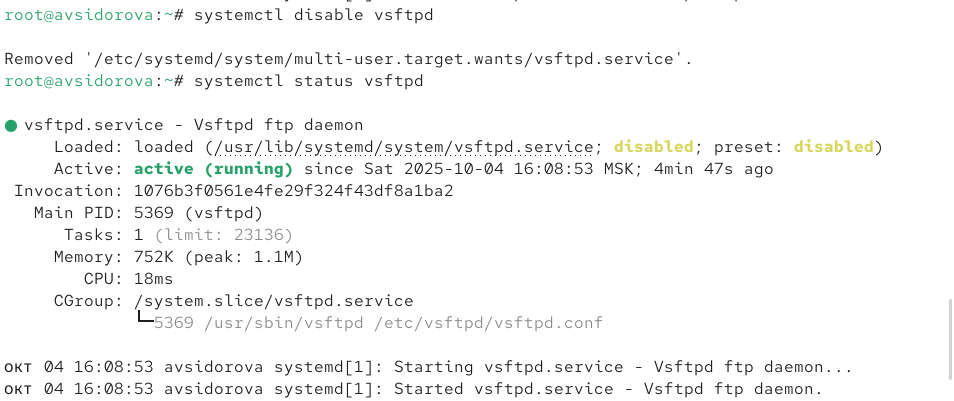 root@avsidorova:~# systemctl disable vsftpd
Removed '/etc/systemd/system/multi-user.target.wants/vsftpd.service'.
root@avsidorova:~# systemctl status vsftpd
● vsftpd.service - Vsftpd ftp daemon
Loaded: loaded (/usr/lib/systemd/system/vsftpd.service; disabled; preset: disabled)
Active: active (running) since Sat 2025-10-04 16:08:53 MSK; 4min 47s ago
Invocation: 1076b3f0561e4fe29f324f43df8a1ba2
Main PID: 5369 (vsftpd)
Tasks: 1 (limit: 23136)
Memory: 752K (peak: 1.1M)
CPU: 18ms
CGroup: /system.slice/vsftpd.service
└─5369 /usr/sbin/vsftpd /etc/vsftpd/vsftpd.conf
окт 04 16:08:53 avsidorova systemd[1]: Starting vsftpd.service - Vsftpd ftp daemon...
окт 04 16:08:53 avsidorova systemd[1]: Started vsftpd.service - Vsftpd ftp daemon.